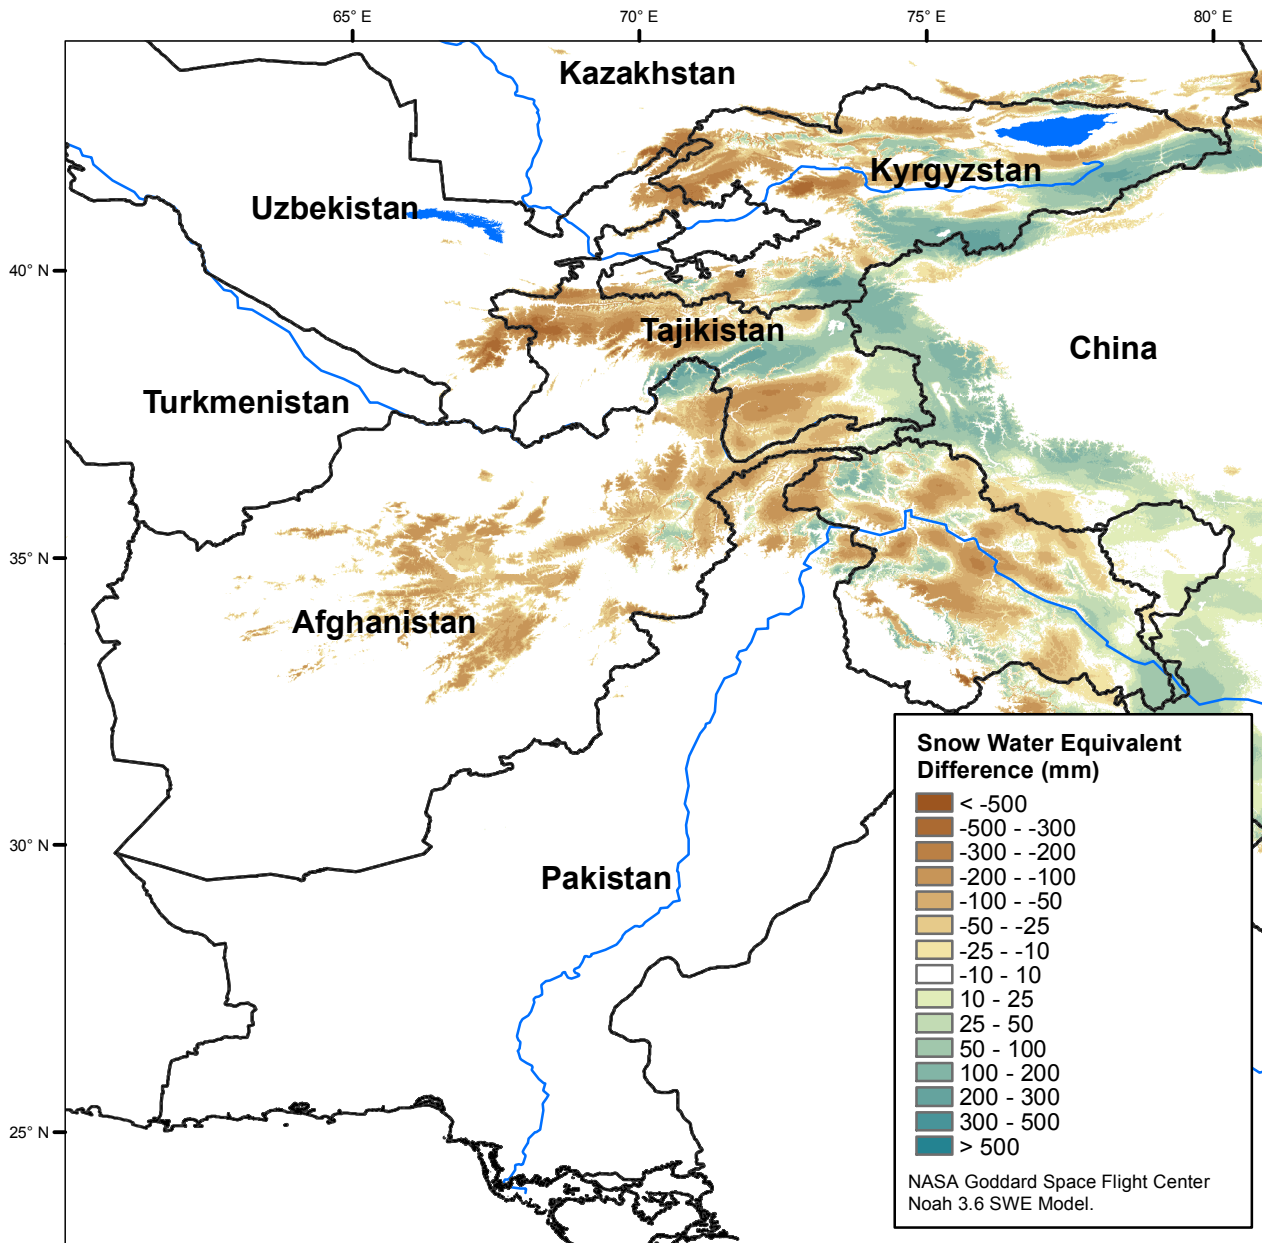 65° E
70° E
75° E
80° E
Kazakhstan
Kyrgyzstan
Uzbekistan
40° N
Tajikistan
China
Turkmenistan
35° N
Afghanistan
Snow Water Equivalent
Difference (mm)
< -500
-500 - -300
-300 - -200
-200 - -100
-100 - -50
-50 - -25
-25 - -10
-10 - 10
10 - 25
25 - 50
50 - 100
100 - 200
200 - 300
300 - 500
> 500
NASA Goddard Space Flight Center
Noah 3.6 SWE Model.
30° N
Pakistan
25° N